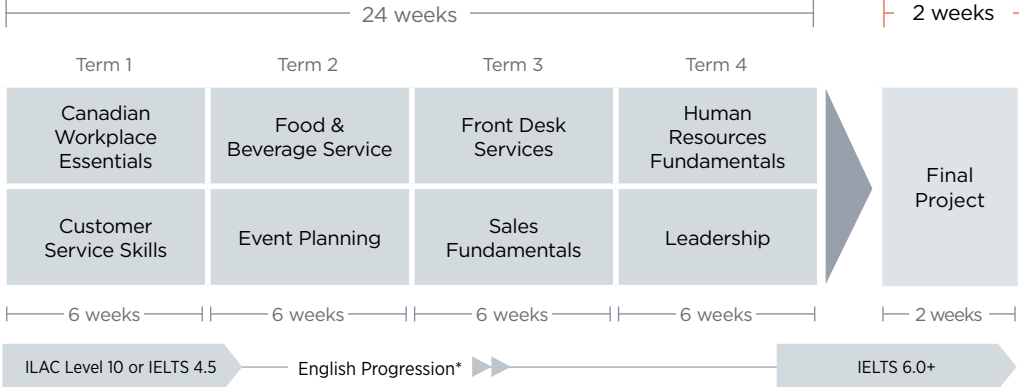 24 weeks
2 weeks
Term 1
Term 2
Term 3
Term 4
Canadian
Workplace
Essentials
Food &
Beverage Service
Front Desk
Services
Human
Resources
Fundamentals
Final
Project
Customer
Service Skills
Event Planning
Sales
Fundamentals
Leadership
6 weeks
6 weeks
6 weeks
6 weeks
2 weeks
ILAC Level 10 or IELTS 4.5
English Progression*
IELTS 6.0+